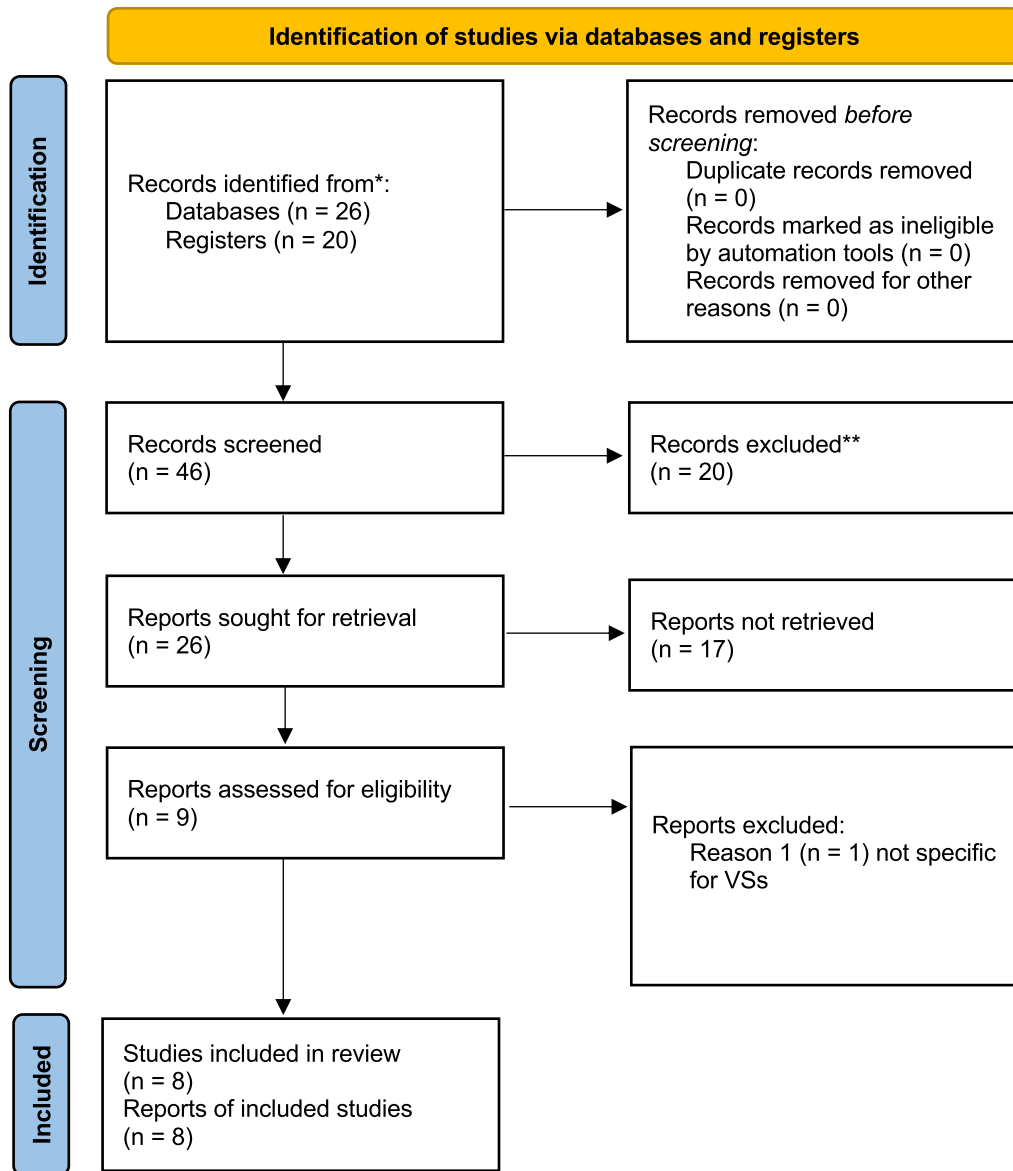 Identification of studies via databases and registers
Identification
Records identified from*:
Databases (n = 26)
Registers (n = 20)
Records removed before
screening:
Duplicate records removed
(n = 0)
Records marked as ineligible
by automation tools (n = 0)
Records removed for other
reasons (n = 0)
Screening
Records screened
(n = 46)
Records excluded**
(n = 20)
Reports sought for retrieval
(n = 26)
Reports not retrieved
(n = 17)
Reports assessed for eligibility
(n = 9)
Reports excluded:
Reason 1 (n = 1) not specific
for VSs
Included
Studies included in review
(n = 8)
Reports of included studies
(n = 8)